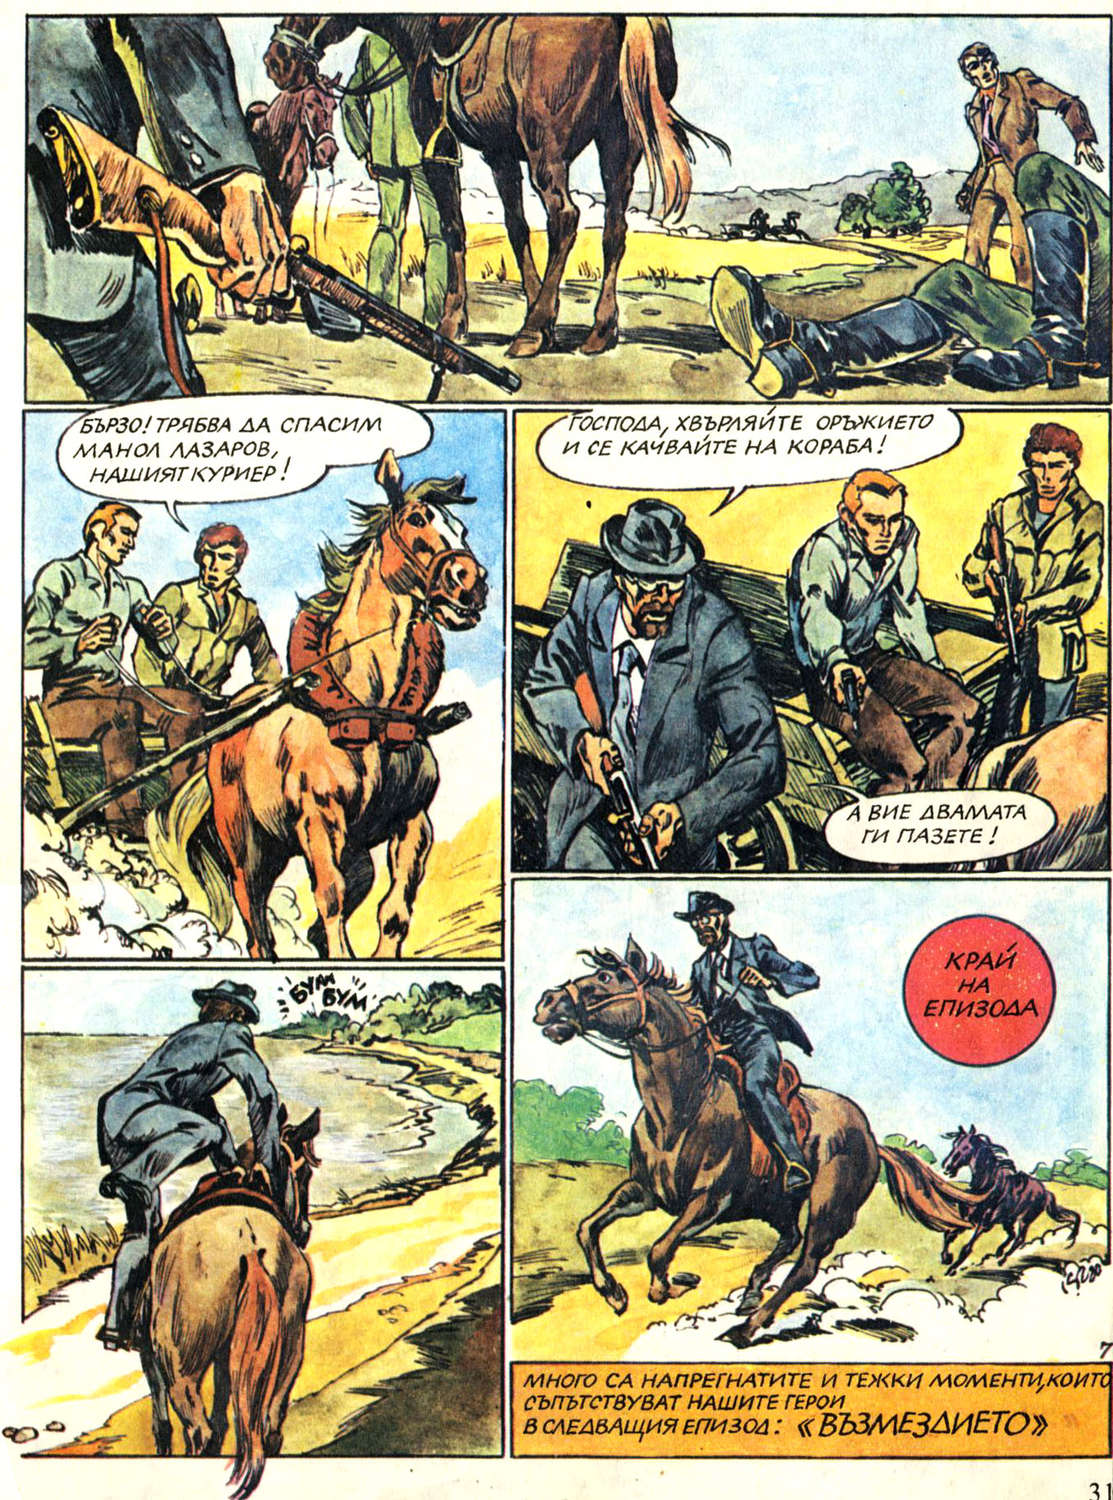 БЪРЗО! ТРЯБВА ДА СПАСИМ
МАНОЛ ЛАЗАРОВ,
НАШИЯТ КУРИЕР!
ГОСПОДА, ХВЪРЛЯЙТЕ ОРЪЖИЕТО
И СЕ КАЧВАЙТЕ НА КОРАБА!
А ВИЕ ДВАМАТА
ГИ ПАЗЕТЕ!
БУМ
БУМ
КРАЙ
НА
ЕПИЗОДА
7
МНОГО СА НАПРЕГНАТИТЕ И ТЕЖКИ МОМЕНТИ, КОИТО
СЪПЪТСТВУВАТ НАШИТЕ ГЕРОИ
В СЛЕДВАЩИЯ ЕПИЗОД: «ВЪЗМЕЗДИЕТО»
31